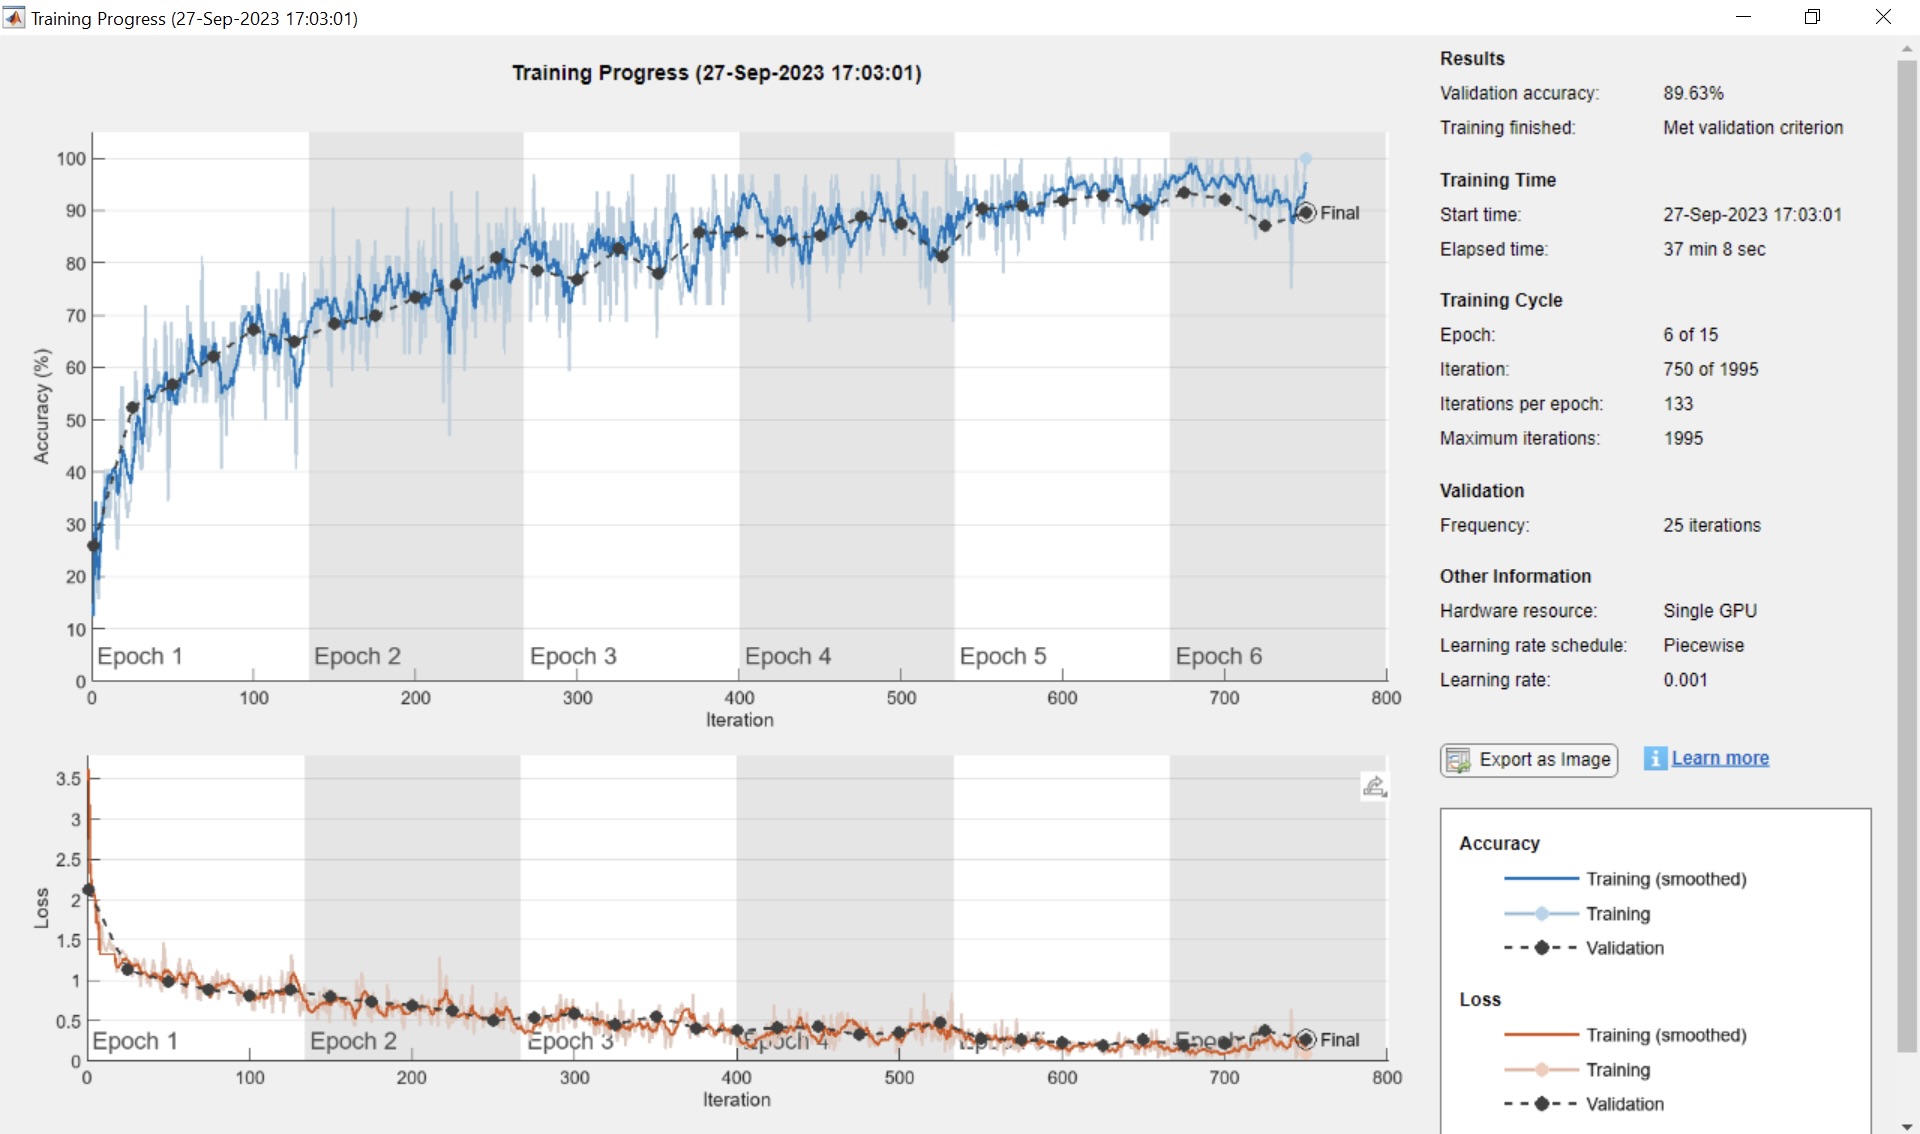 Training Progress (27-Sep-2023 17:03:01)
Training Progress (27-Sep-2023 17:03:01)
Accuracy (%)
100
90
80
70
60
50
40
30
20
10
0
Final
Epoch 1 Epoch 2 Epoch 3 Epoch 4 Epoch 5 Epoch 6
0 100 200 300 400 500 600 700 800
Iteration
Loss
3.5
3
2.5
2
1.5
1
0.5
0
Final
Epoch 1 Epoch 2 Epoch 3 Epoch 4
0 100 200 300 400 500 600 700 800
Iteration
Results
Validation accuracy: 89.63%
Training finished: Met validation criterion
Training Time
Start time: 27-Sep-2023 17:03:01
Elapsed time: 37 min 8 sec
Training Cycle
Epoch: 6 of 15
Iteration: 750 of 1995
Iterations per epoch: 133
Maximum iterations: 1995
Validation
Frequency: 25 iterations
Other Information
Hardware resource: Single GPU
Learning rate schedule: Piecewise
Learning rate: 0.001
Export as Image
i Learn more
Accuracy
Training (smoothed)
Training
Validation
Loss
Training (smoothed)
Training
Validation